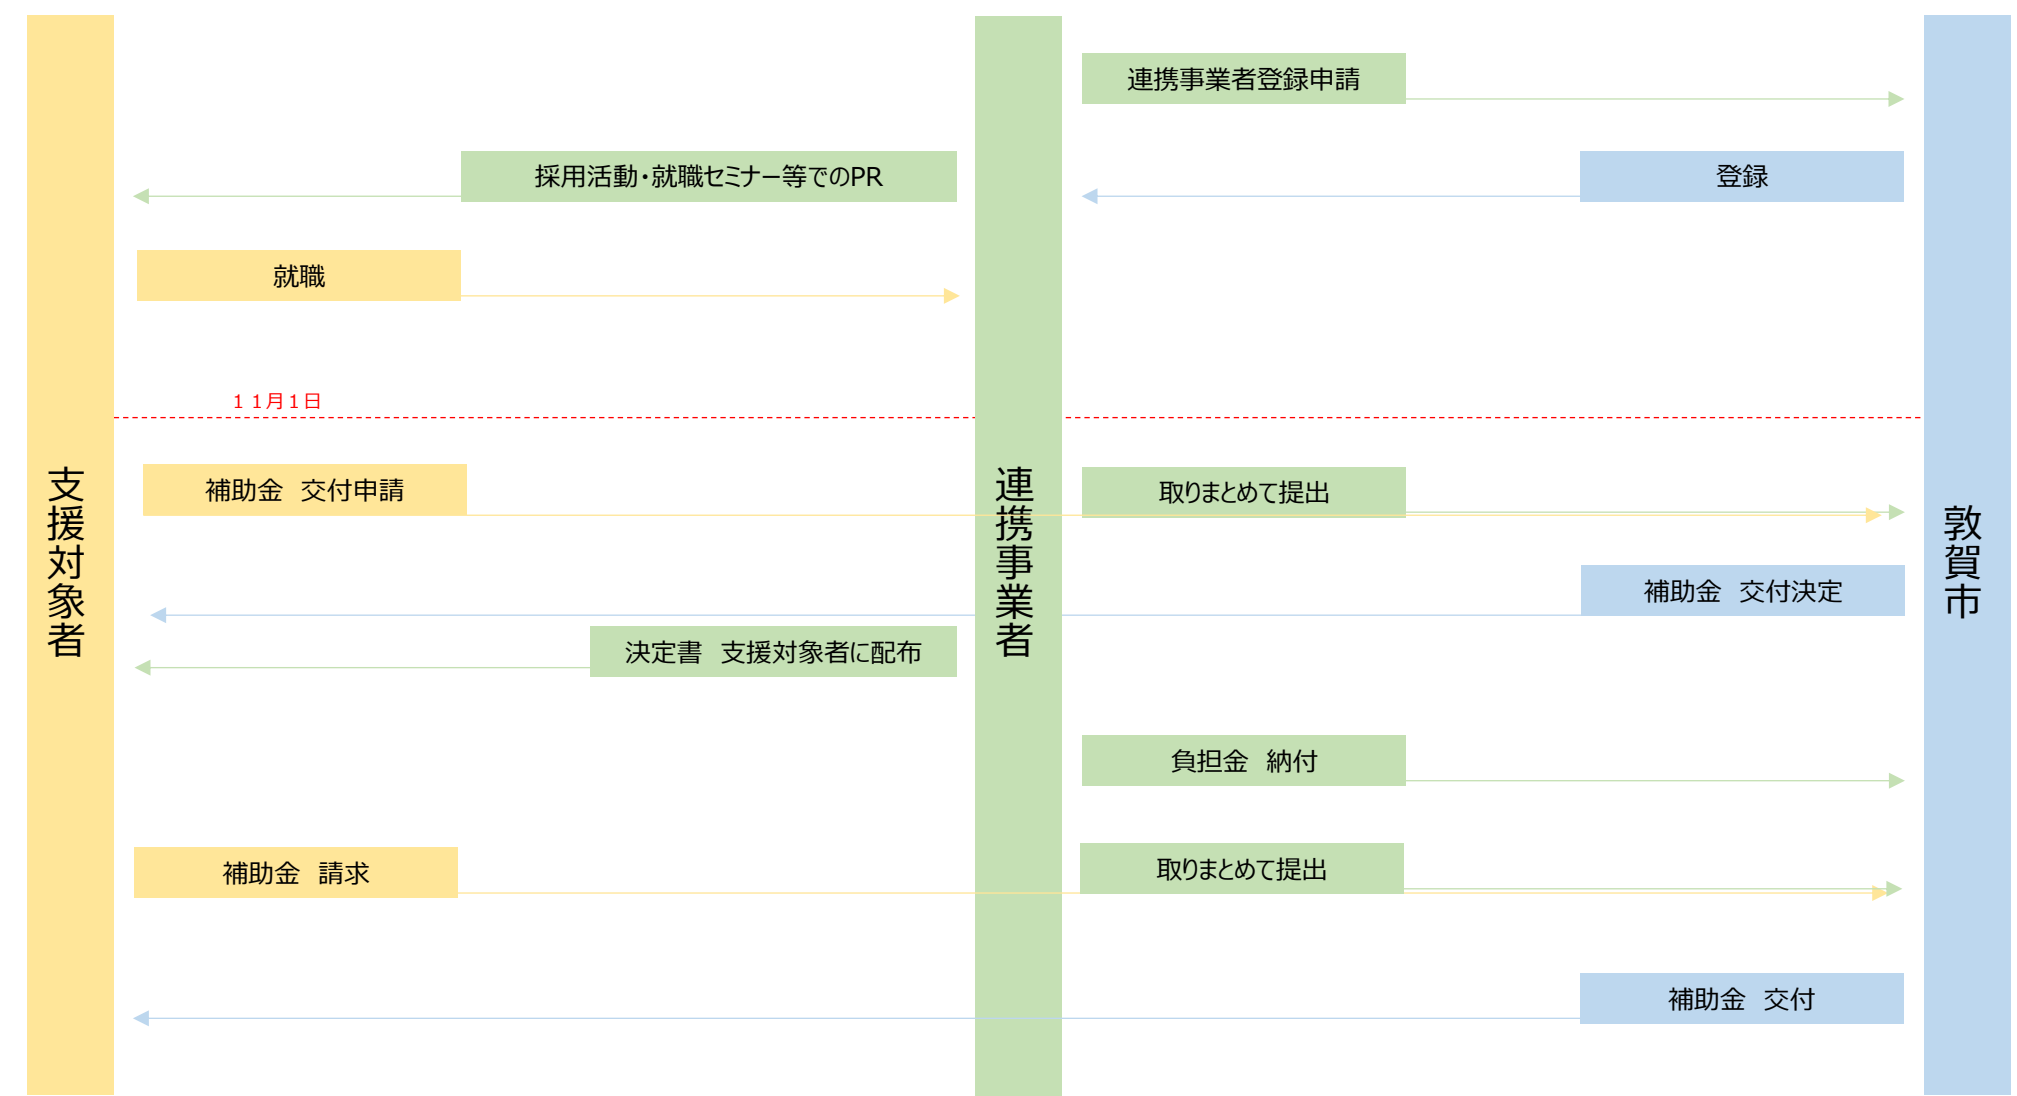 連携事業者登録申請
採用活動・就職セミナー等でのPR
登録
就職
１１月１日
支援対象者
連携事業者
敦賀市
補助金　交付申請
取りまとめて提出
補助金　交付決定
決定書　支援対象者に配布
負担金　納付
補助金　請求
取りまとめて提出
補助金　交付